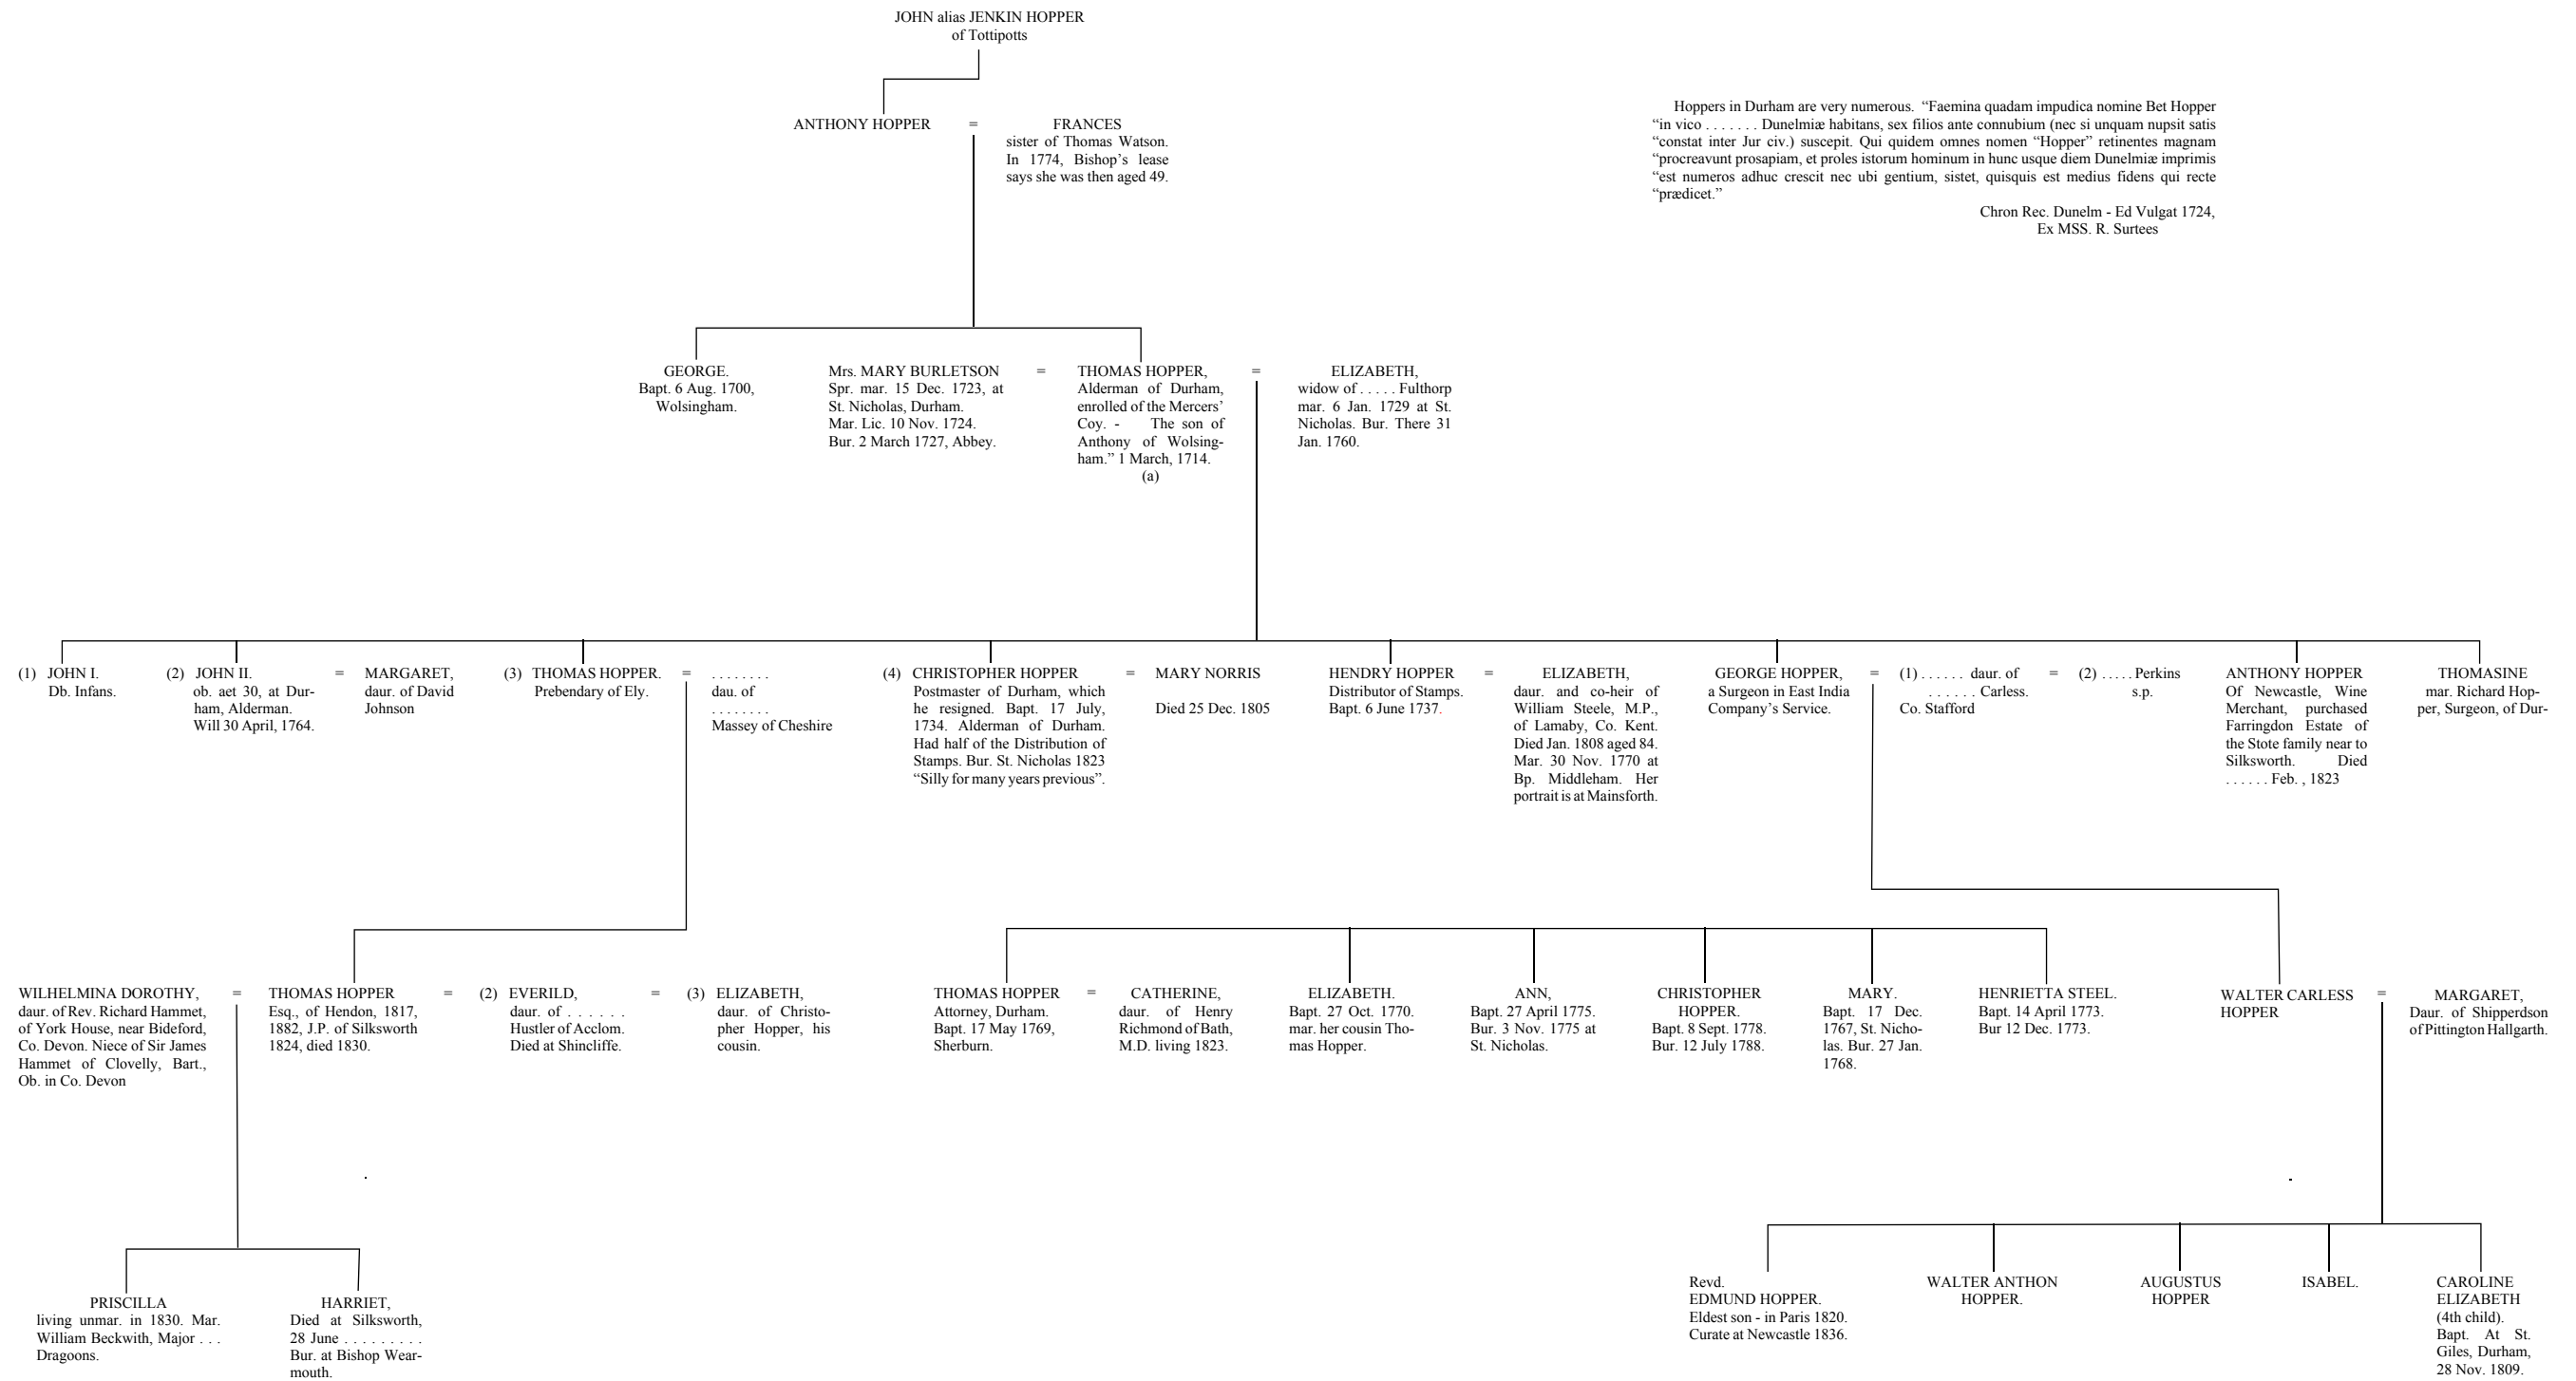 JOHN alias JENKIN HOPPER
of Tottipotts
Hoppers in Durham are very numerous. “Faemina quadam impudica nomine Bet Hopper
“in vico . . . . . . . Dunelmiæ habitans, sex filios ante connubium (nec si unquam nupsit satis
“constat inter Jur civ.) suscepit. Qui quidem omnes nomen “Hopper” retinentes magnam
“procreavunt prosapiam, et proles istorum hominum in hunc usque diem Dunelmiæ imprimis
“est numeros adhuc crescit nec ubi gentium, sistet, quisquis est medius fidens qui recte
“prædicet.”
Chron Rec. Dunelm - Ed Vulgat 1724,
Ex MSS. R. Surtees
ANTHONY HOPPER
=
FRANCES
sister of Thomas Watson.
In 1774, Bishop’s lease
says she was then aged 49.
GEORGE.
Bapt. 6 Aug. 1700,
Wolsingham.
Mrs. MARY BURLETSON
Spr. mar. 15 Dec. 1723, at
St. Nicholas, Durham.
Mar. Lic. 10 Nov. 1724.
Bur. 2 March 1727, Abbey.
=
THOMAS HOPPER,
Alderman of Durham,
enrolled of the Mercers’
Coy. - The son of
Anthony of Wolsing-
ham.” 1 March, 1714.
(a)
=
ELIZABETH,
widow of . . . . . Fulthorp
mar. 6 Jan. 1729 at St.
Nicholas. Bur. There 31
Jan. 1760.
(1) JOHN I.
Db. Infans.
(2) JOHN II.
ob. aet 30, at Dur-
ham, Alderman.
Will 30 April, 1764.
=
MARGARET,
daur. of David
Johnson
(3) THOMAS HOPPER.
Prebendary of Ely.
=
. . . . . . . .
dau. of
. . . . . . . .
Massey of Cheshire
(4) CHRISTOPHER HOPPER
Postmaster of Durham, which
he resigned. Bapt. 17 July,
1734. Alderman of Durham.
Had half of the Distribution of
Stamps. Bur. St. Nicholas 1823
“Silly for many years previous”.
=
MARY NORRIS
Died 25 Dec. 1805
HENDRY HOPPER
Distributor of Stamps.
Bapt. 6 June 1737.
=
ELIZABETH,
daur. and co-heir of
William Steele, M.P.,
of Lamaby, Co. Kent.
Died Jan. 1808 aged 84.
Mar. 30 Nov. 1770 at
Bp. Middleham. Her
portrait is at Mainsforth.
GEORGE HOPPER,
a Surgeon in East India
Company’s Service.
=
(1) . . . . . . daur. of
. . . . . . Carless.
Co. Stafford
=
(2) . . . . . Perkins
s.p.
ANTHONY HOPPER
Of Newcastle, Wine
Merchant, purchased
Farringdon Estate of
the Stote family near to
Silksworth. Died
. . . . . . Feb. , 1823
THOMASINE
mar. Richard Hop-
per, Surgeon, of Dur-
WILHELMINA DOROTHY,
daur. of Rev. Richard Hammet,
of York House, near Bideford,
Co. Devon. Niece of Sir James
Hammet of Clovelly, Bart.,
Ob. in Co. Devon
=
THOMAS HOPPER
Esq., of Hendon, 1817,
1882, J.P. of Silksworth
1824, died 1830.
=
(2) EVERILD,
daur. of . . . . . .
Hustler of Acclom.
Died at Shincliffe.
=
(3) ELIZABETH,
daur. of Christo-
pher Hopper, his
cousin.
THOMAS HOPPER
Attorney, Durham.
Bapt. 17 May 1769,
Sherburn.
=
CATHERINE,
daur. of Henry
Richmond of Bath,
M.D. living 1823.
ELIZABETH.
Bapt. 27 Oct. 1770.
mar. her cousin Tho-
mas Hopper.
ANN,
Bapt. 27 April 1775.
Bur. 3 Nov. 1775 at
St. Nicholas.
CHRISTOPHER
HOPPER.
Bapt. 8 Sept. 1778.
Bur. 12 July 1788.
MARY.
Bapt. 17 Dec.
1767, St. Nicho-
las. Bur. 27 Jan.
1768.
HENRIETTA STEEL.
Bapt. 14 April 1773.
Bur 12 Dec. 1773.
WALTER CARLESS
HOPPER
=
MARGARET,
Daur. of Shipperdson
of Pittington Hallgarth.
PRISCILLA
living unmar. in 1830. Mar.
William Beckwith, Major . . .
Dragoons.
HARRIET,
Died at Silksworth,
28 June . . . . . . . . .
Bur. at Bishop Wear-
mouth.
Revd.
EDMUND HOPPER.
Eldest son - in Paris 1820.
Curate at Newcastle 1836.
WALTER ANTHON
HOPPER.
AUGUSTUS
HOPPER
ISABEL.
CAROLINE
ELIZABETH
(4th child).
Bapt. At St.
Giles, Durham,
28 Nov. 1809.